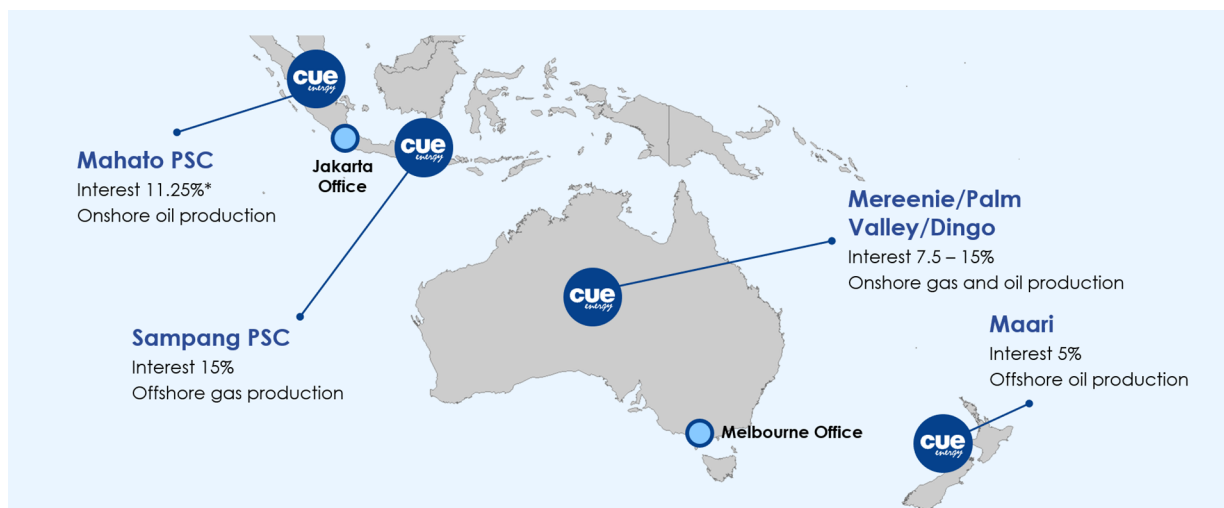 cue
energy
Mahato PSC
Interest 11.25%*
Onshore oil production
Jakarta
Office
cue
energy
Sampang PSC
Interest 15%
Offshore gas production
Mereenie/Palm
Valley/Dingo
Interest 7.5 – 15%
Onshore gas and oil production
cue
energy
Maari
Interest 5%
Offshore oil production
Melbourne Office
cue
energy